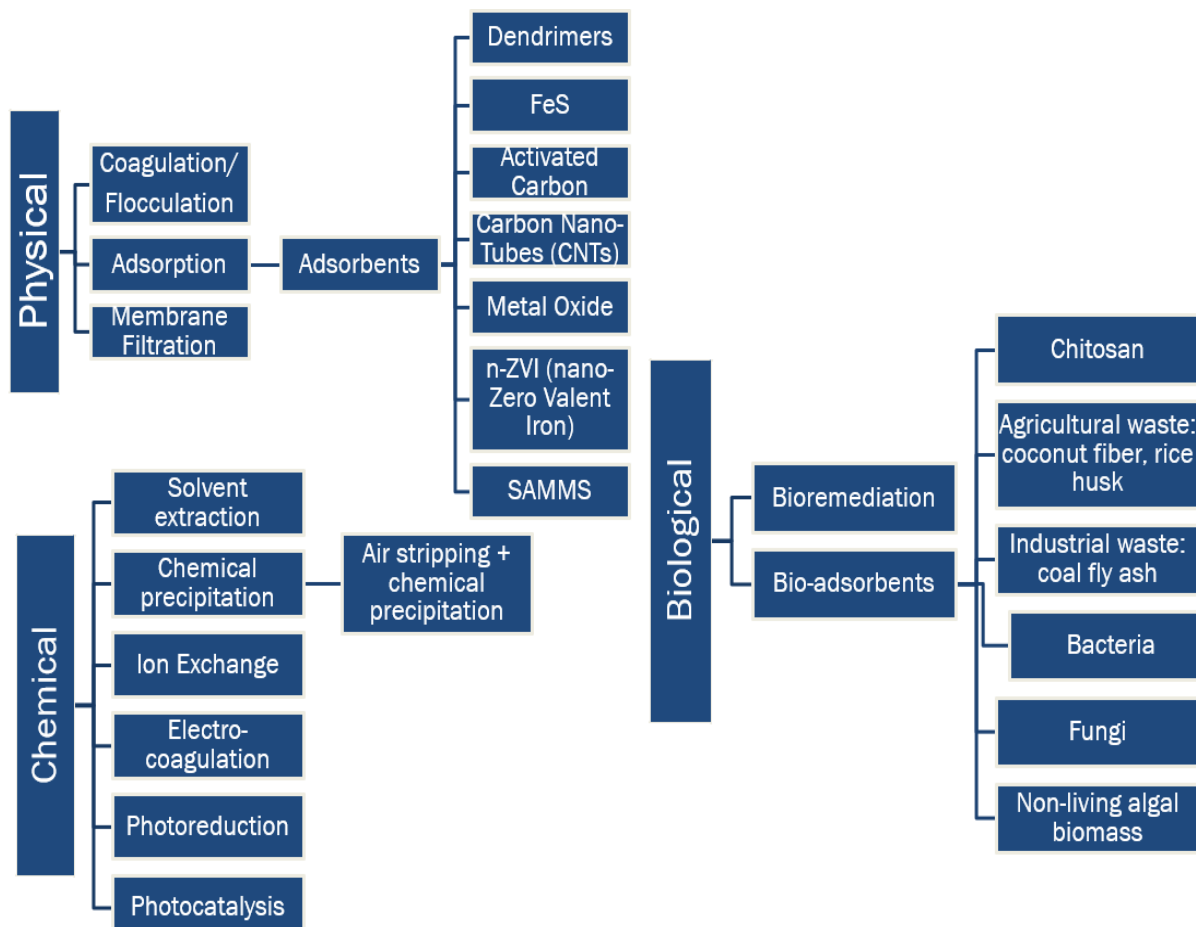 Physical
Coagulation/
Flocculation
Adsorption
Membrane
Filtration
Adsorbents
Dendrimers
FeS
Activated
Carbon
Carbon Nano-
Tubes (CNTs)
Metal Oxide
n-ZVI (nano-
Zero Valent
Iron)
SAMMS
Chemical
Solvent
extraction
Chemical
precipitation
Air stripping +
chemical
precipitation
Ion Exchange
Electro-
coagulation
Photoreduction
Photocatalysis
Biological
Bioremediation
Bio-adsorbents
Chitosan
Agricultural waste:
coconut fiber, rice
husk
Industrial waste:
coal fly ash
Bacteria
Fungi
Non-living algal
biomass